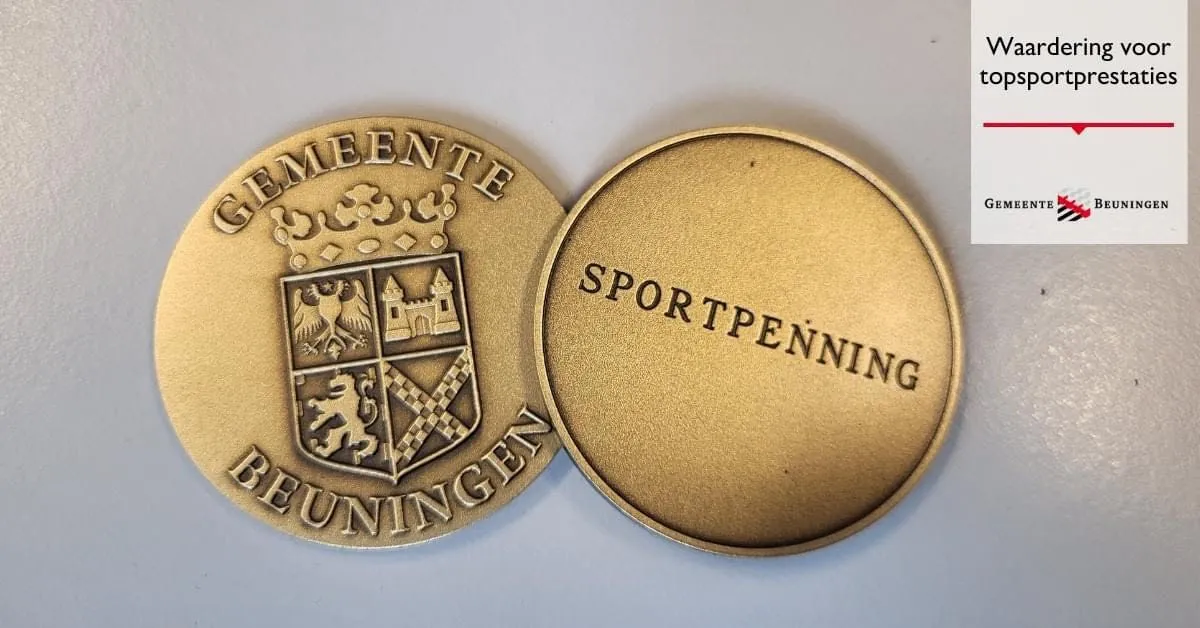 GEMEENTE
BEUNINGEN
SPORTPENNING
Waardering voor
topsportprestaties
GEMEENTE BEUNINGEN